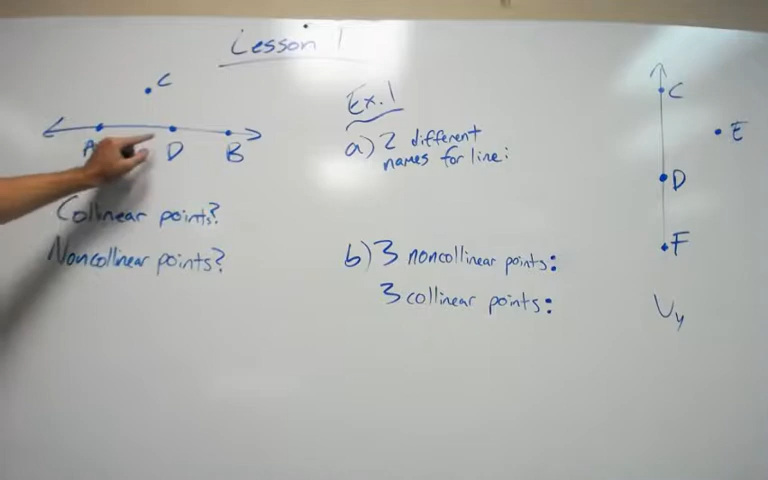 Lesson 1
C
A D B
Collinear points?
Noncollinear points?
Ex. 1
a) 2 different
names for line:
b) 3 noncollinear points:
3 collinear points:
C
E
D
F